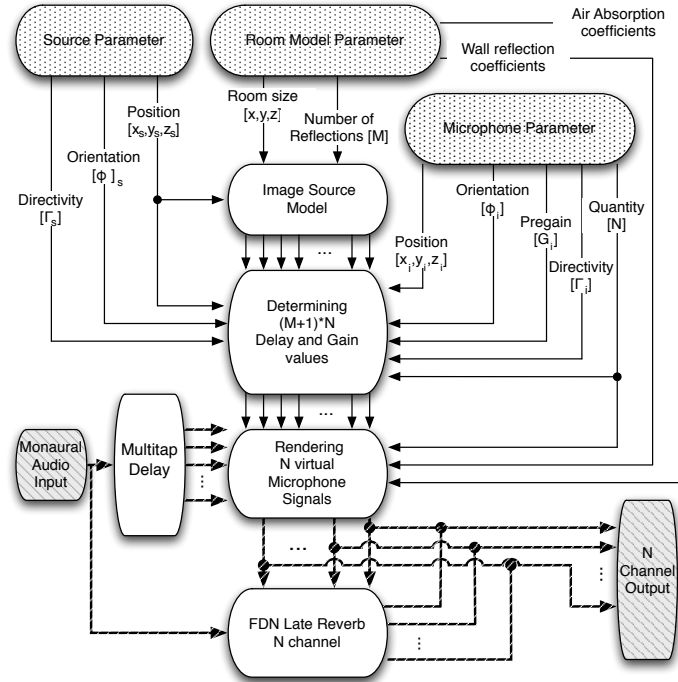 Source Parameter
Room Model Parameter
Air Absorption
coefficients
Wall reflection
coefficients
Position
[xs,ys,zs]
Orientation
[ϕ]s
Directivity
[Γs]
Room size
[x,y,z]
Number of
Reflections [M]
Microphone Parameter
Image Source
Model
Orientation
[ϕi]
Pregain
[Gi]
Quantity
[N]
Position
[xi,yi,zi]
Directivity
[Γi]
...
Determining
(M+1)*N
Delay and Gain
values
...
Monaural
Audio
Input
Multitap
Delay
...
Rendering
N virtual
Microphone
Signals
...
N
Channel
Output
...
FDN Late Reverb
N channel
...